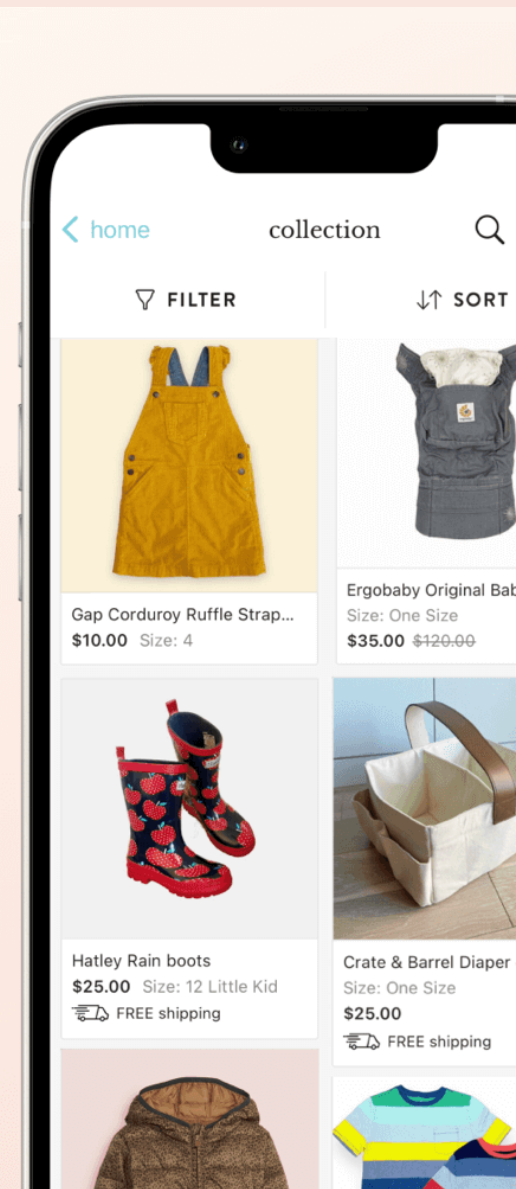 home
collection
FILTER
SORT
Gap Corduroy Ruffle Strap...
$10.00 Size: 4
Ergobaby Original Bab
Size: One Size
$35.00 $120.00
Hatley Rain boots
$25.00 Size: 12 Little Kid
FREE shipping
Crate & Barrel Diaper
Size: One Size
$25.00
FREE shipping